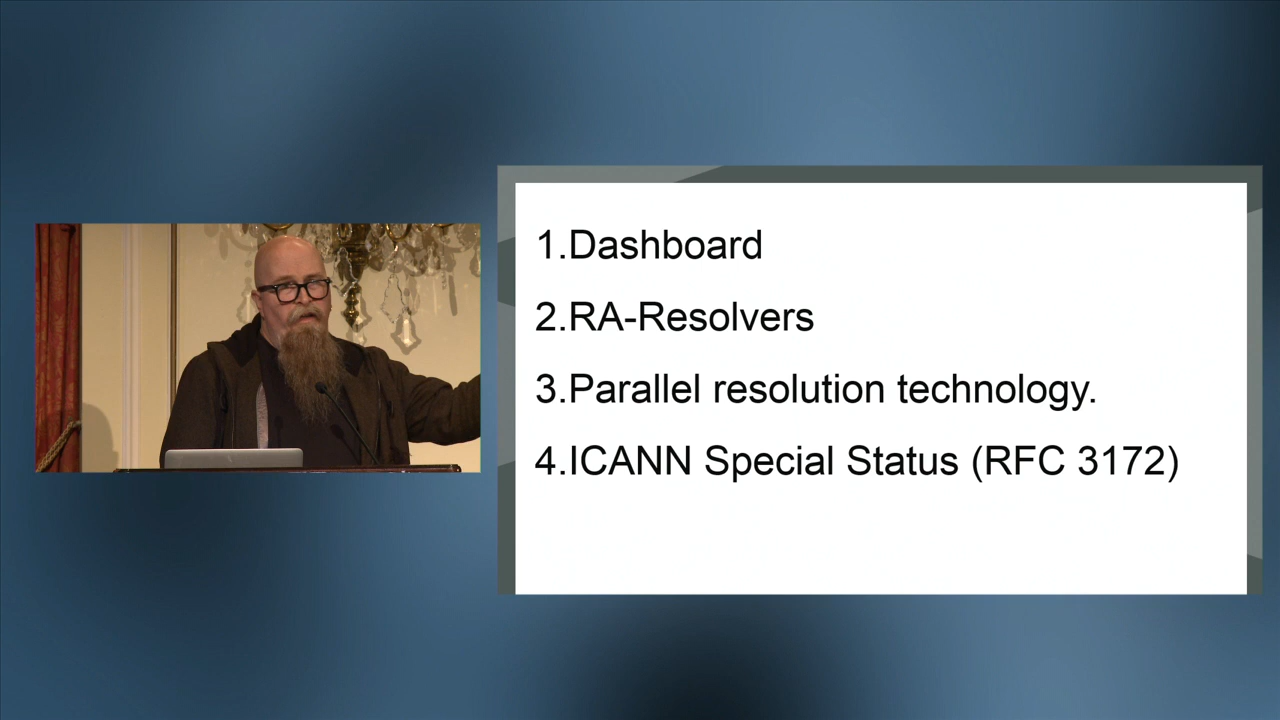 1.Dashboard
2.RA-Resolvers
3.Parallel resolution technology.
4.ICANN Special Status (RFC 3172)